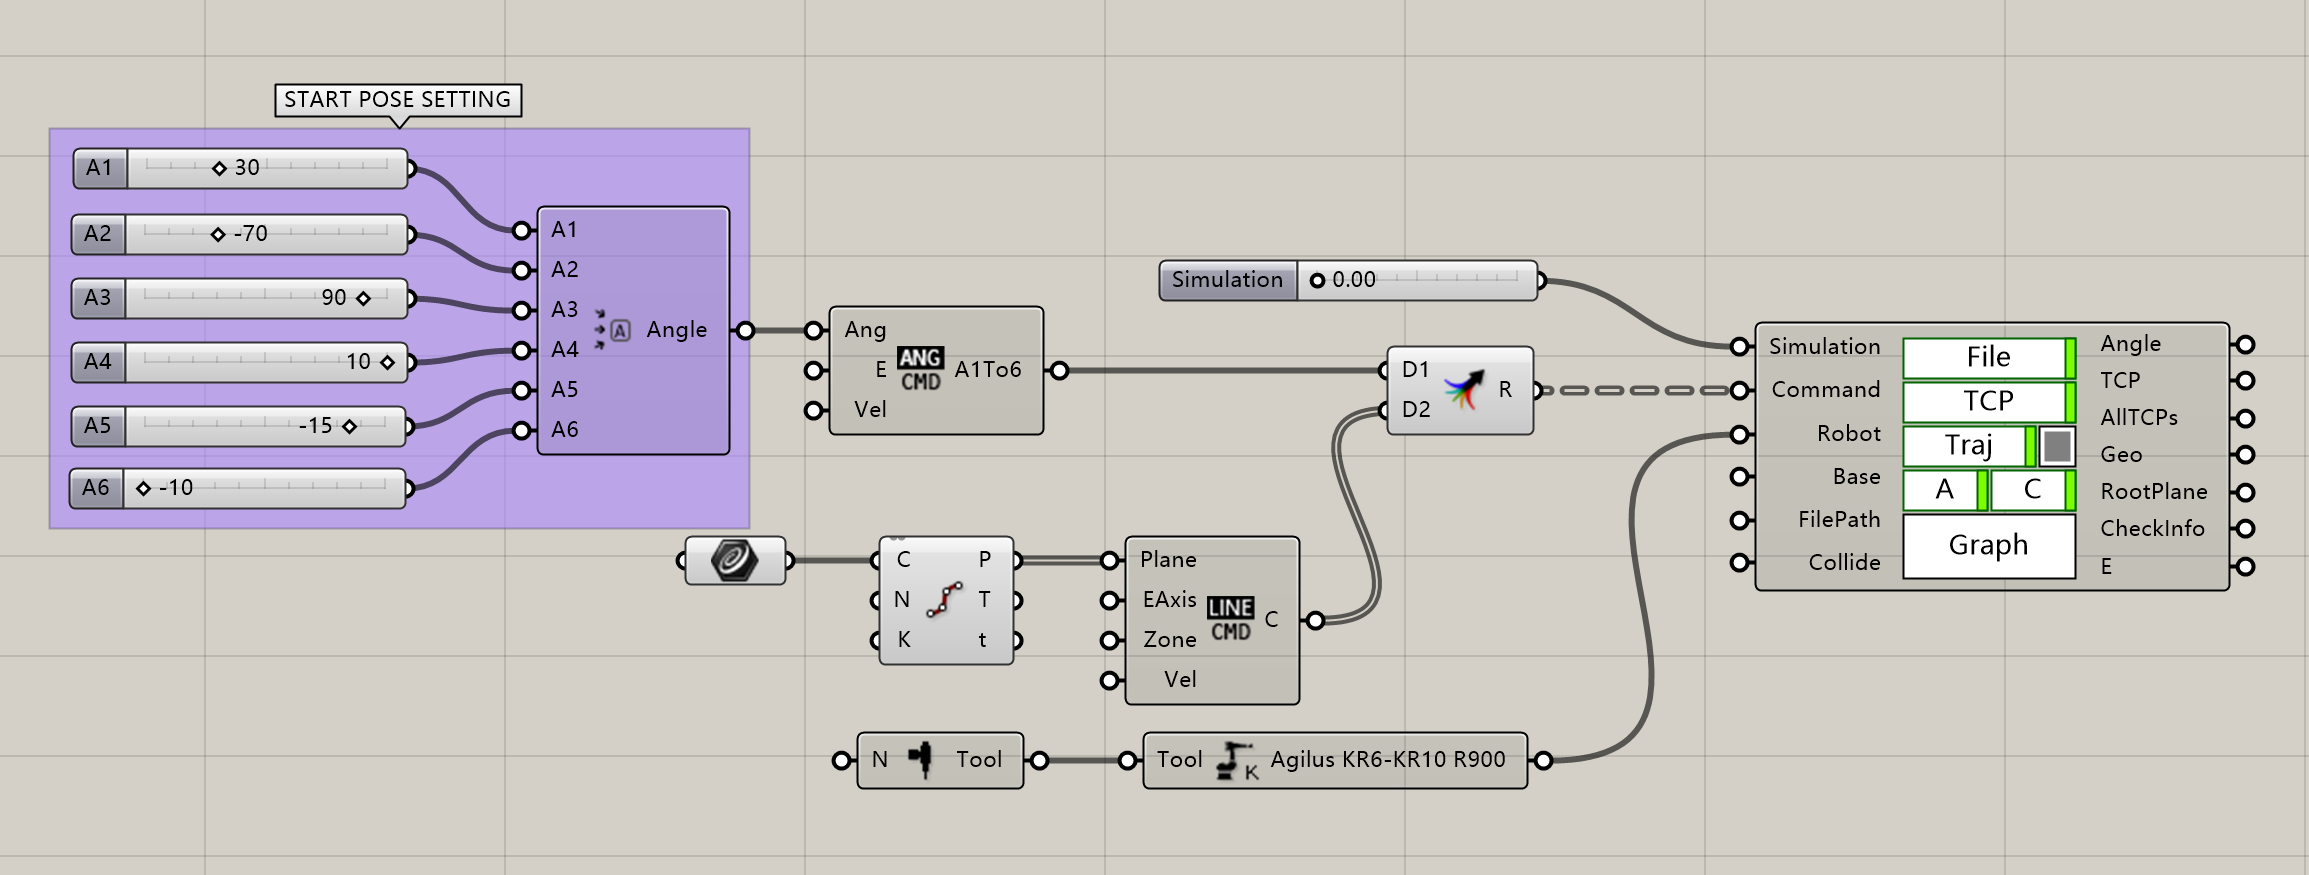 START POSE SETTING
A1 30
A2 -70
A3 90
A4 10
A5 -15
A6 -10
A1
A2
A3
A4
A5
A6
A
Angle
Ang
E
Vel
ANG
CMD
A1To6
Simulation 0.00
D1
D2
R
C
N
K
P
T
t
Plane
EAxis
Zone
Vel
LINE
CMD
C
N Tool
Tool K Agilus KR6-KR10 R900
Simulation
Command
Robot
Base
FilePath
Collide
File
TCP
Traj
A C
Graph
Angle
TCP
AllTCPs
Geo
RootPlane
CheckInfo
E